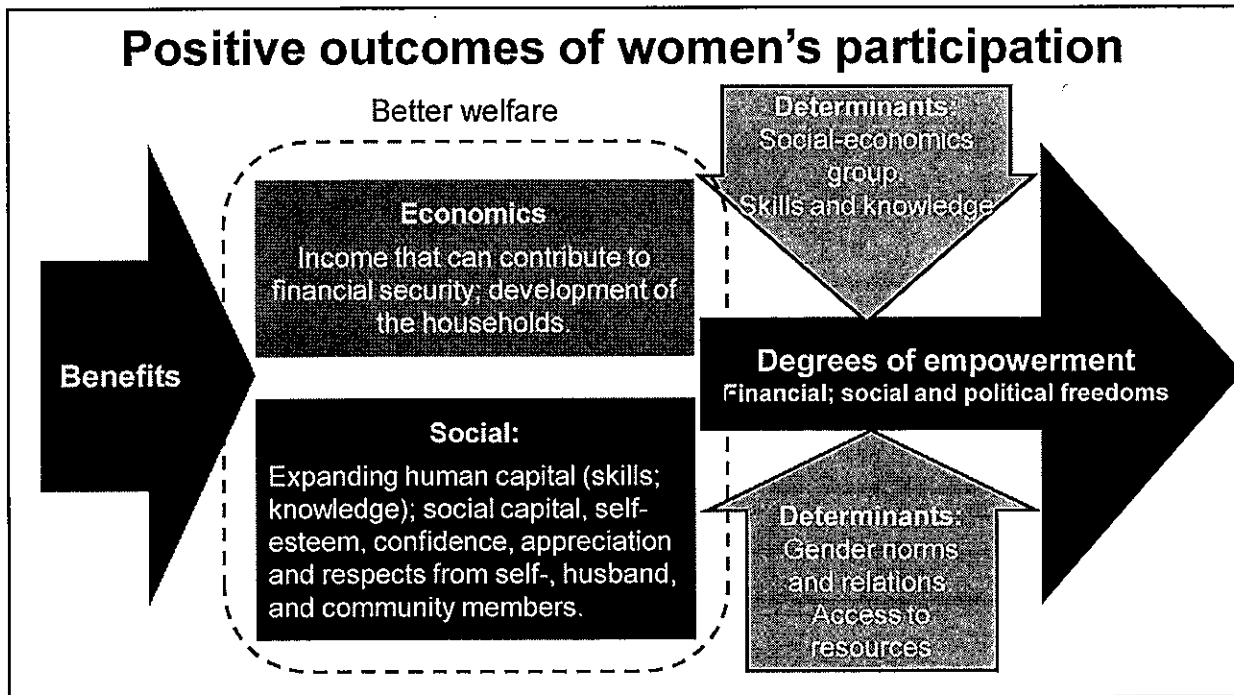 Positive outcomes of women's participation
Better welfare
Benefits
Economics
Income that can contribute to
financial security; development of
the households.
Social:
Expanding human capital (skills;
knowledge); social capital, self-
esteem, confidence, appreciation
and respects from self-, husband,
and community members.
Determinants:
Social-economics
group.
Skills and knowledge
Degrees of empowerment
Financial; social and political freedoms
Determinants:
Gender norms
and relations.
Access to
resources